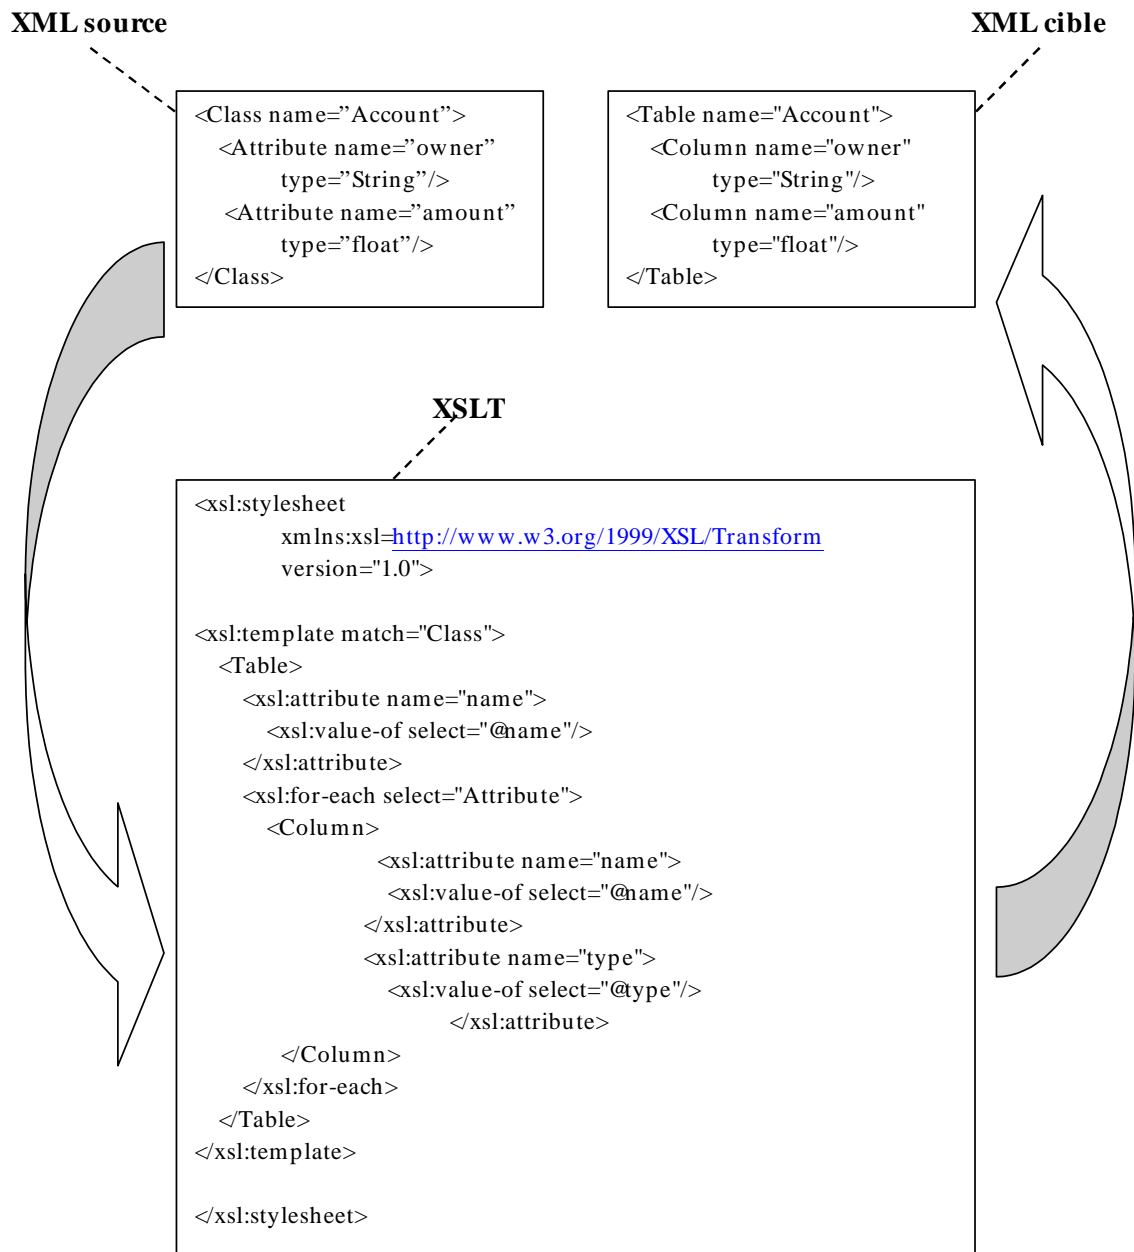 XML source
XML cible
<Class name=”Account”>
<Attribute name=”owner”
type=”String”/>
<Attribute name=”amount”
type=”float”/>
</Class>
<Table name="Account">
<Column name="owner"
type="String"/>
<Column name="amount"
type="float"/>
</Table>
XSLT
<xsl:stylesheet
xmlns:xsl=http://www.w3.org/1999/XSL/Transform
version="1.0">
<xsl:template match="Class">
<Table>
<xsl:attribute name="name">
<xsl:value-of select="@name"/>
</xsl:attribute>
<xsl:for-each select="Attribute">
<Column>
<xsl:attribute name="name">
<xsl:value-of select="@name"/>
</xsl:attribute>
<xsl:attribute name="type">
<xsl:value-of select="@type"/>
</xsl:attribute>
</Column>
</xsl:for-each>
</Table>
</xsl:template>
</xsl:stylesheet>